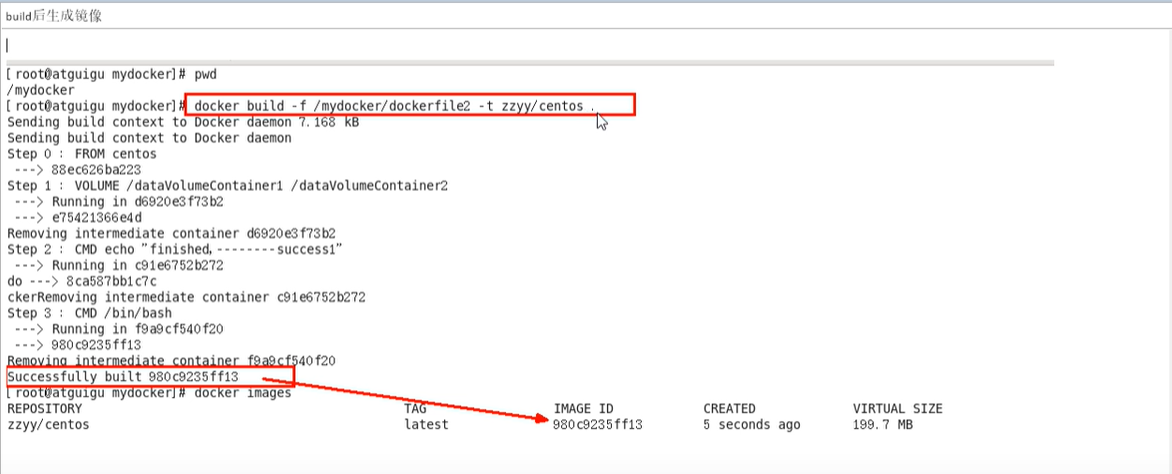 build后生成镜像
[root@atguigu mydocker]# pwd
/mydocker
[root@atguigu mydocker]# docker build -f /mydocker/dockerfile2 -t zzyy/centos .
Sending build context to Docker daemon 7.168 kB
Sending build context to Docker daemon
Step 0 : FROM centos
---> 88ec626ba223
Step 1 : VOLUME /dataVolumeContainer1 /dataVolumeContainer2
---> Running in d6920e3f73b2
---> e75421366e4d
Removing intermediate container d6920e3f73b2
Step 2 : CMD echo "finished,--------success1"
---> Running in c91e6752b272
do ---> 8ca587bb1c7c
ckerRemoving intermediate container c91e6752b272
Step 3 : CMD /bin/bash
---> Running in f9a9cf540f20
---> 980c9235ff13
Removing intermediate container f9a9cf540f20
Successfully built 980c9235ff13
[root@atguigu mydocker]# docker images
REPOSITORY TAG IMAGE ID CREATED VIRTUAL SIZE
zzyy/centos latest 980c9235ff13 5 seconds ago 199.7 MB